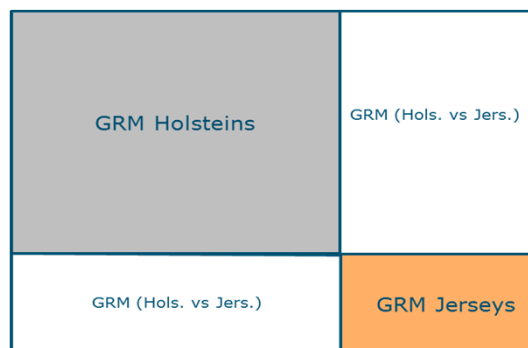 GRM Holsteins
GRM (Hols. vs Jers.)
GRM (Hols. vs Jers.)
GRM Jerseys